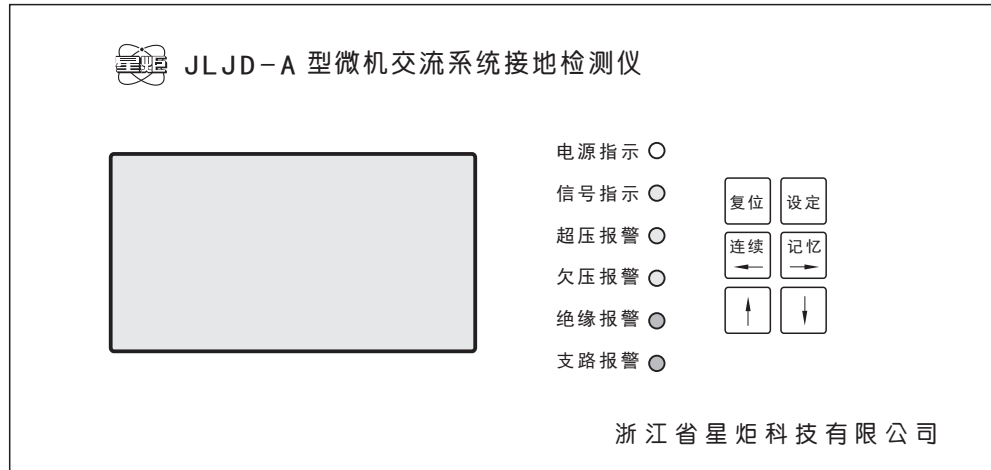 星炬 JLJD-A 型微机交流系统接地检测仪
电源指示
信号指示
超压报警
欠压报警
绝缘报警
支路报警
复位 设定
连续 记忆
浙江省星炬科技有限公司